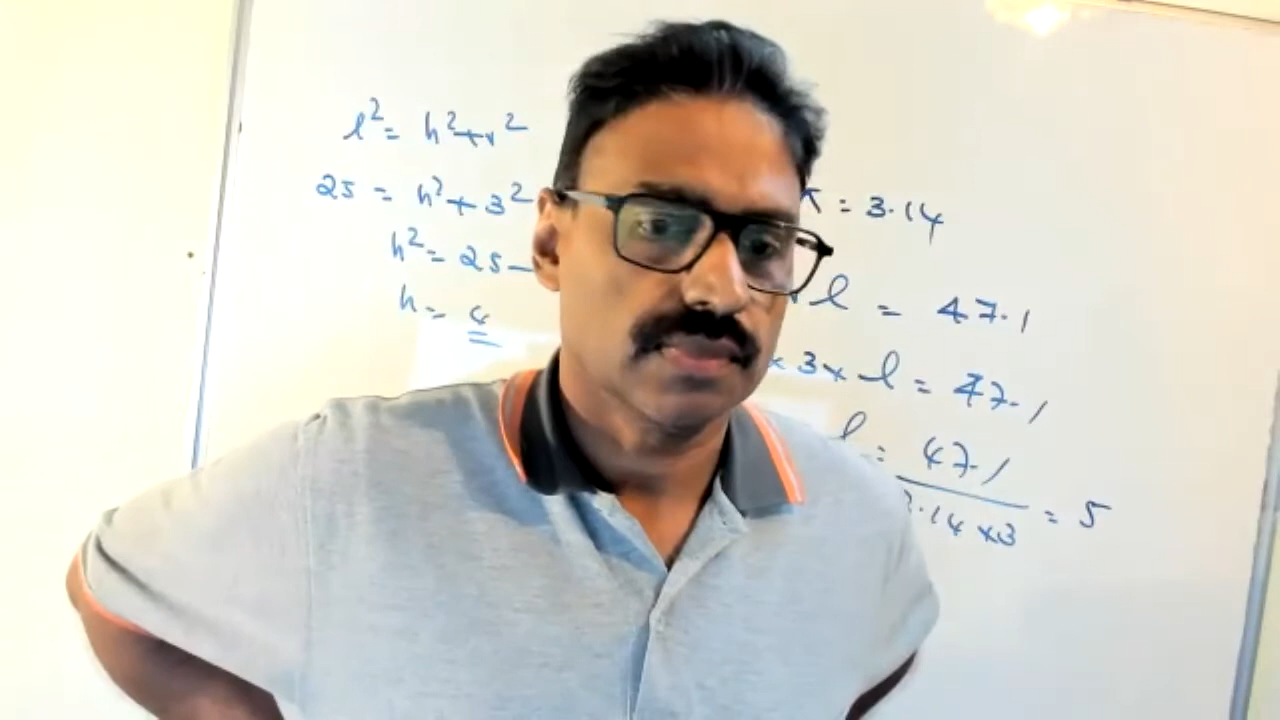 l² = h² + r²
25 = h² + 3²
h² = 25 –
h = 4
π = 3.14
r l = 47.1
× 3 × l = 47.1
l = 47.1 / 3.14 × 3 = 5